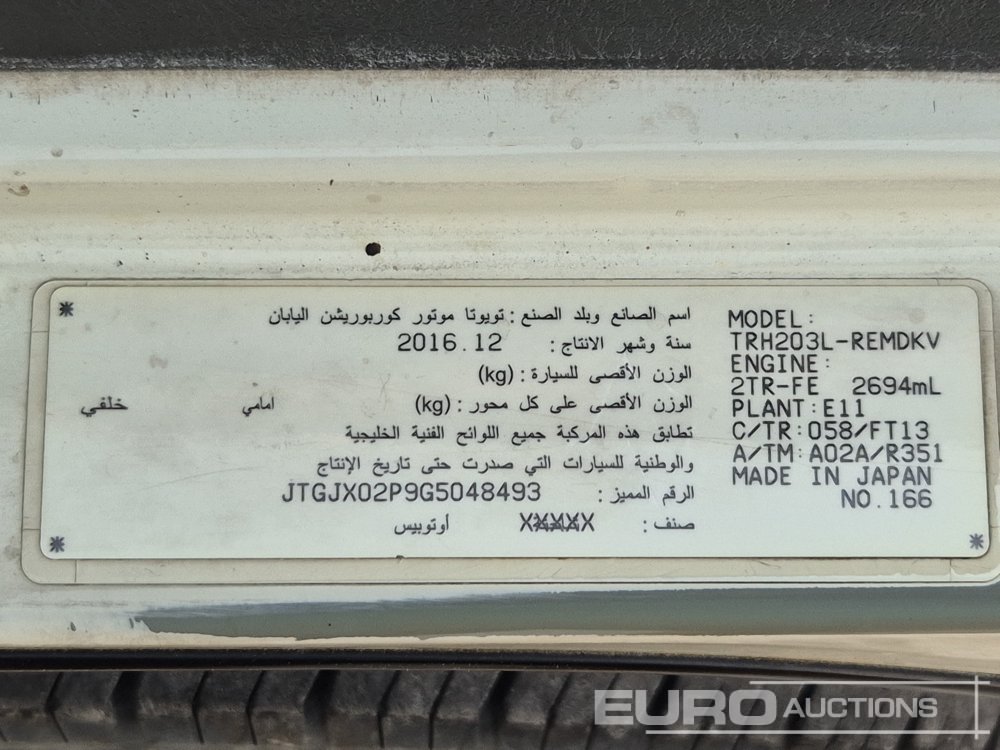 اسم الصانع وبلد الصنع : تويوتا موتور كوربوريشن اليابان
سنة وشهر الانتاج : 2016.12
الوزن الأقصى للسيارة : (kg)
الوزن الأقصى على كل محور : (kg) امامي خلفي
تطابق هذه المركبة جميع اللوائح الفنية الخليجية
والوطنية للسيارات التي صدرت حتى تاريخ الإنتاج
الرقم المميز : JTGJX02P9G5048493
صنف : XXXXX أوتوبيس
MODEL:
TRH203L-REMDKV
ENGINE:
2TR-FE 2694mL
PLANT:E11
C/TR:058/FT13
A/TM:A02A/R351
MADE IN JAPAN
NO.166
EURO AUCTIONS